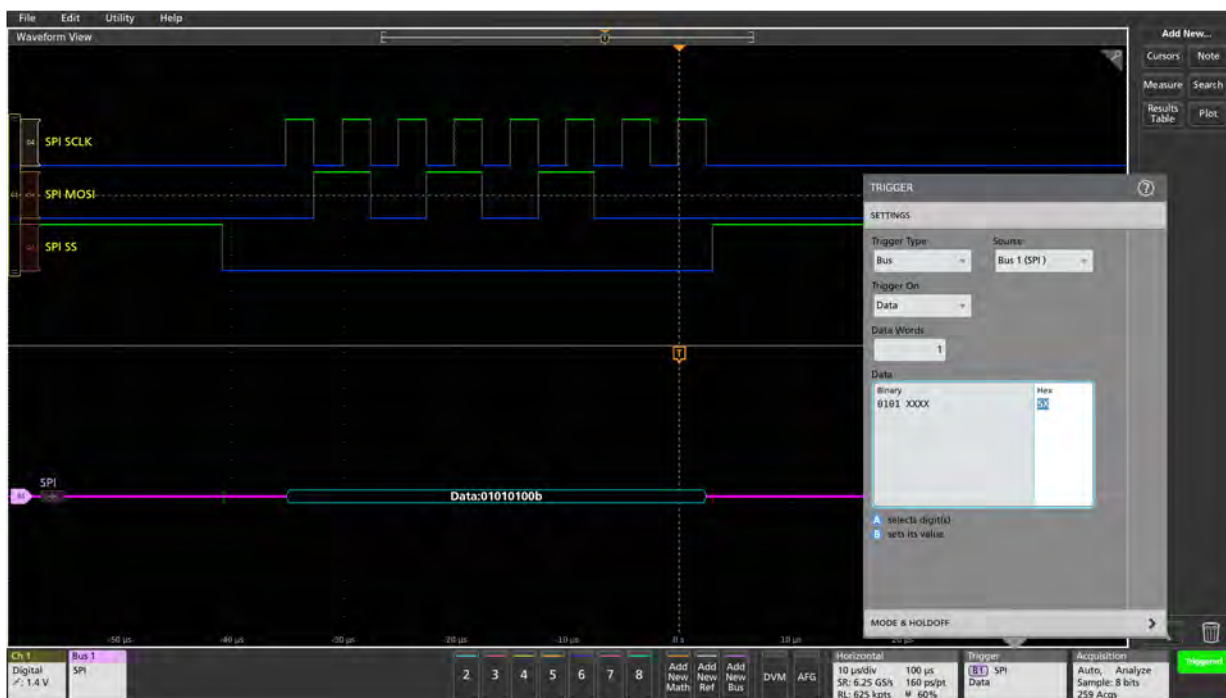 File Edit Utility Help
Waveform View
Add New...
Cursors Note
Measure Search
Results Table Plot
SPI SCLK
SPI MOSI
SPI SS
T
TRIGGER ?
SETTINGS
Trigger Type Source
Bus Bus 1 (SPI )
Trigger On
Data
Data Words
1
Data
Binary Hex
0101 XXXX 5X
A selects digit(s)
B sets its value.
MODE & HOLDOFF
SPI
B1
Data:01010100b
-50 µs -40 µs -30 µs -20 µs -10 µs 0 s 10 µs 20 µs
Ch 1
Digital
1.4 V
Bus 1
SPI
2 3 4 5 6 7 8
Add New Math
Add New Ref
Add New Bus
DVM AFG
Horizontal
10 µs/div 100 µs
SR: 6.25 GS/s 160 ps/pt
RL: 625 kpts 60%
Trigger
B1 SPI
Data
Acquisition
Auto, Analyze
Sample: 8 bits
259 Acqs
Triggered